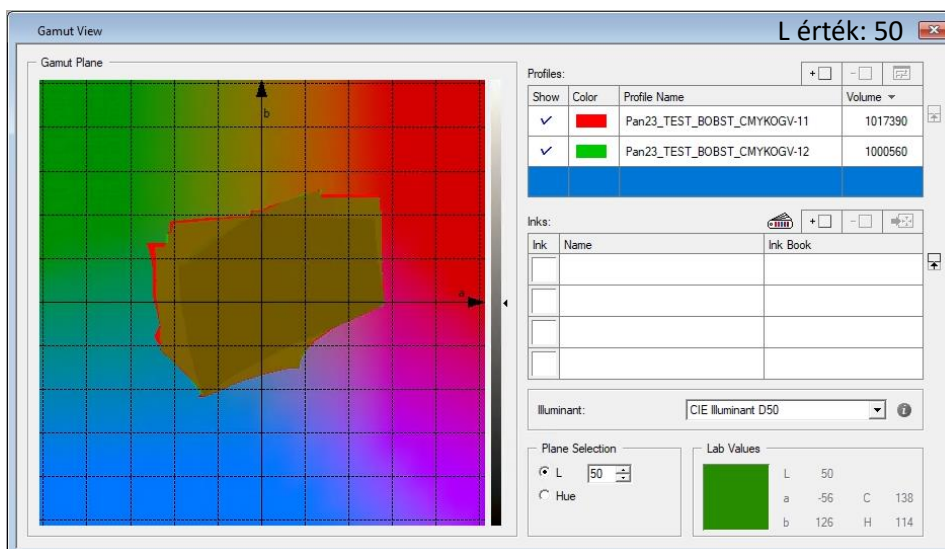 Gamut View
L érték: 50
Gamut Plane
b
a
Profiles:
Show Color Profile Name Volume
Pan23_TEST_BOBST_CMYKOGV-11 1017390
Pan23_TEST_BOBST_CMYKOGV-12 1000560
Inks:
Ink Name Ink Book
Illuminant: CIE Illuminant D50
Plane Selection
L 50
Hue
Lab Values
L 50
a -56 C 138
b 126 H 114